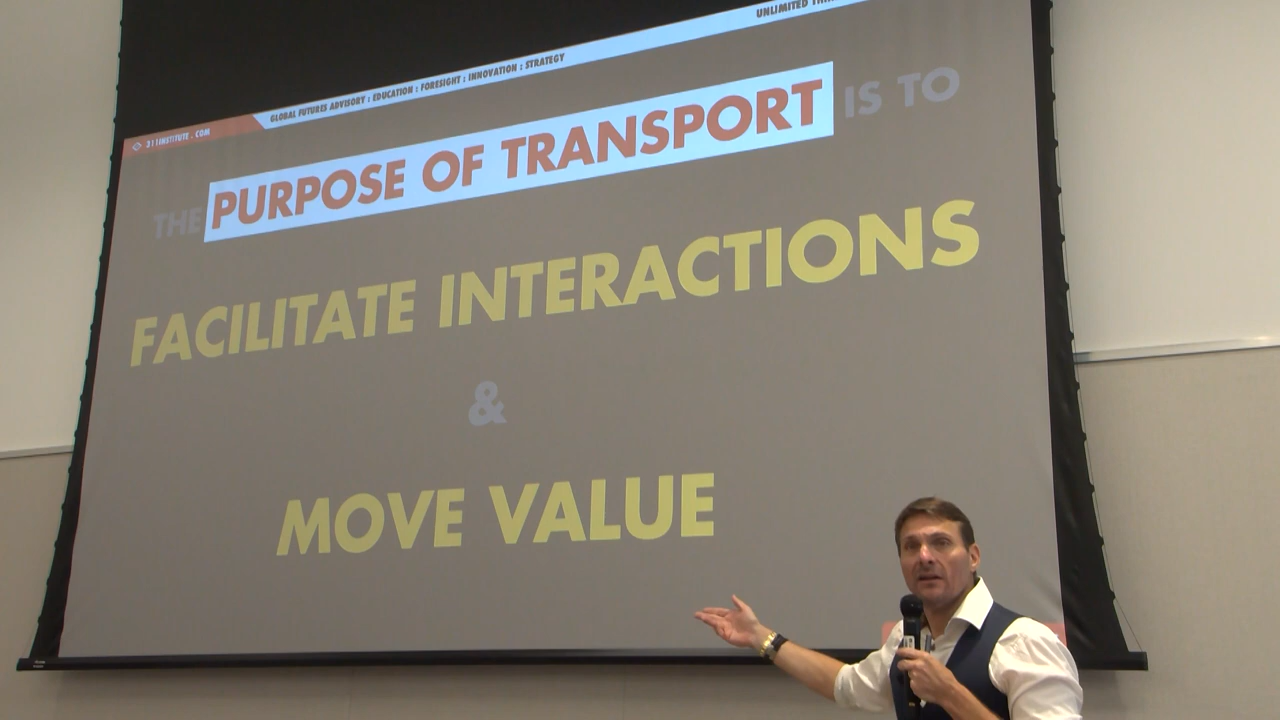 UNLIMITED
GLOBAL FUTURES ADVISORY : EDUCATION : FORESIGHT : INNOVATION : STRATEGY
311INSTITUTE . COM
THE PURPOSE OF TRANSPORT IS TO
FACILITATE INTERACTIONS
&
MOVE VALUE